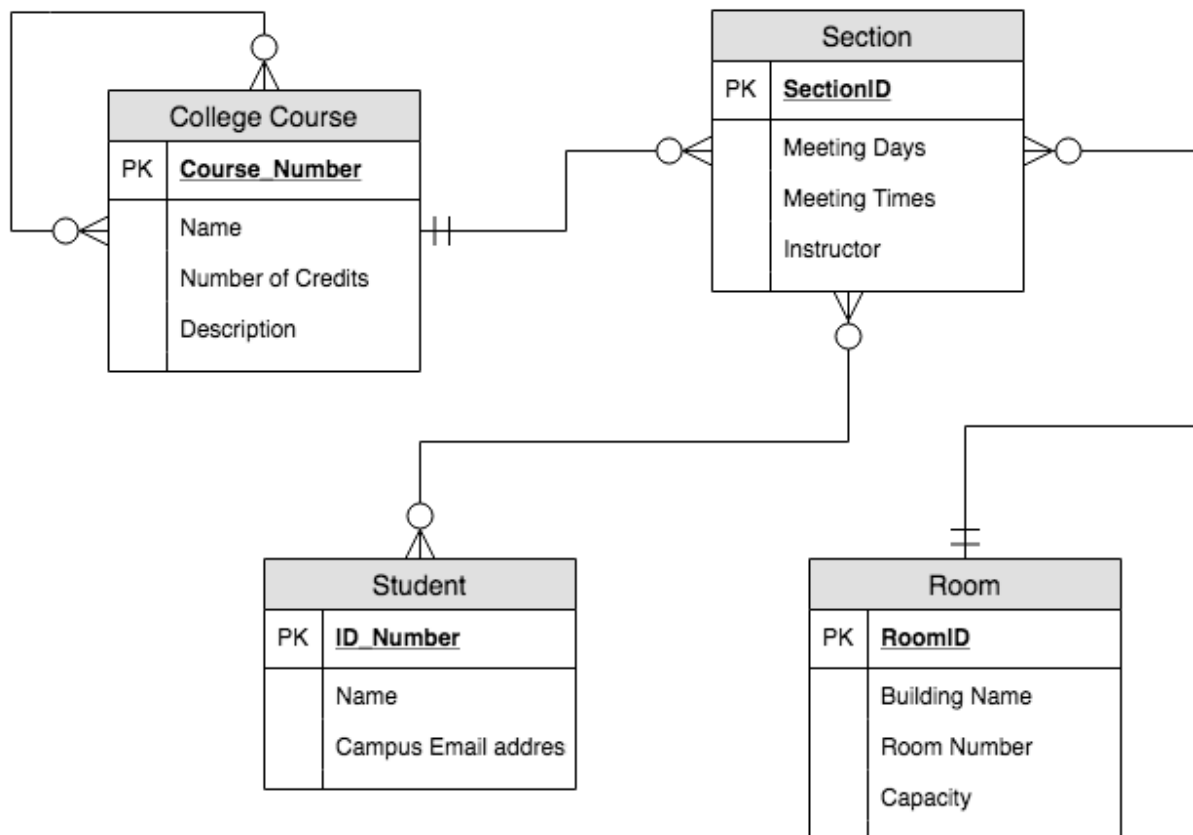 College Course
PK Course_Number
Name
Number of Credits
Description
Section
PK SectionID
Meeting Days
Meeting Times
Instructor
Student
PK ID_Number
Name
Campus Email addres
Room
PK RoomID
Building Name
Room Number
Capacity